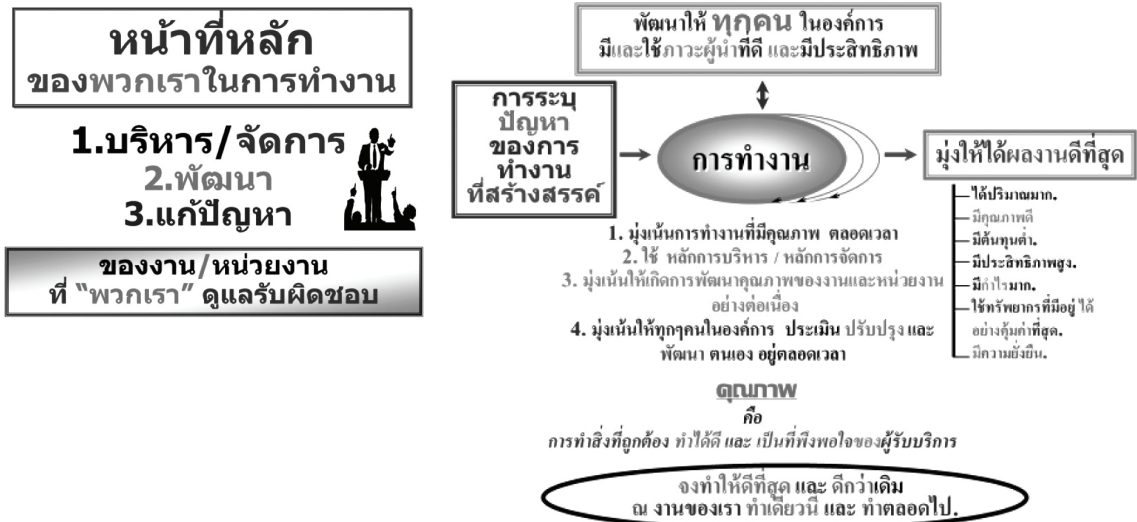 หน้าที่หลัก
ของพวกเราในการทำงาน
1.บริหาร/จัดการ
2.พัฒนา
3.แก้ปัญหา
ของงาน/หน่วยงาน
ที่ “พวกเรา” ดูแลรับผิดชอบ
พัฒนาให้ ทุกคน ในองค์การ
มีและใช้ภาวะผู้นำที่ดี และมีประสิทธิภาพ
การระบุ
ปัญหา
ของการ
ทำงาน
ที่สร้างสรรค์
การทำงาน
มุ่งให้ได้ผลงานดีที่สุด
ได้ปริมาณมาก.
มีคุณภาพดี
มีต้นทุนต่ำ.
มีประสิทธิภาพสูง.
มีกำไรมาก.
ใช้ทรัพยากรที่มีอยู่ ได้
อย่างคุ้มค่าที่สุด.
มีความยั่งยืน.
1. มุ่งเน้นการทำงานที่มีคุณภาพ ตลอดเวลา
2. ใช้ หลักการบริหาร / หลักการจัดการ
3. มุ่งเน้นให้เกิดการพัฒนาคุณภาพของงานและหน่วยงาน
อย่างต่อเนื่อง
4. มุ่งเน้นให้ทุกๆคนในองค์การ ประเมิน ปรับปรุง และ
พัฒนา ตนเอง อยู่ตลอดเวลา
คุณภาพ
คือ
การทำสิ่งที่ถูกต้อง ทำได้ดี และ เป็นที่พึงพอใจของผู้รับบริการ
จงทำให้ดีที่สุด และ ดีกว่าเดิม
ณ งานของเรา ทำเดี๋ยวนี้ และ ทำตลอดไป.